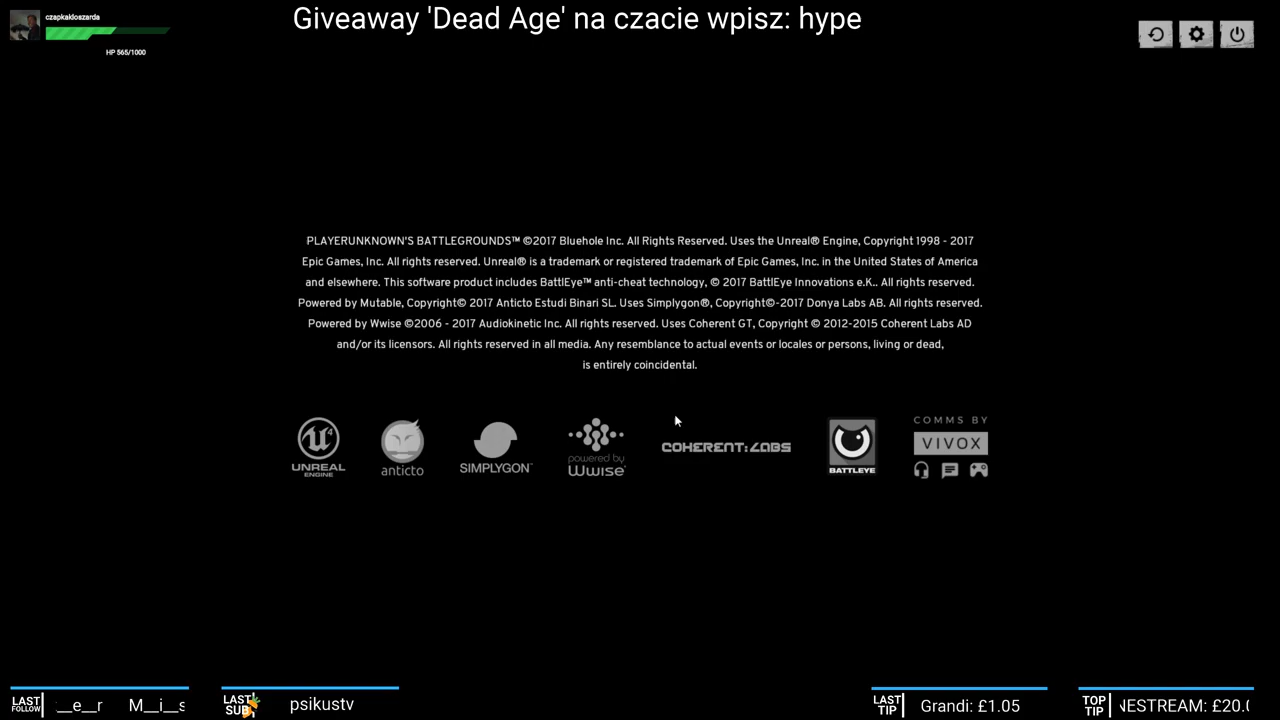 czapkakloszarda
Giveaway 'Dead Age' na czacie wpisz: hype
HP 565/1000
PLAYERUNKNOWN'S BATTLEGROUNDS™ ©2017 Bluehole Inc. All Rights Reserved. Uses the Unreal® Engine, Copyright 1998 - 2017
Epic Games, Inc. All rights reserved. Unreal® is a trademark or registered trademark of Epic Games, Inc. in the United States of America
and elsewhere. This software product includes BattlEye™ anti-cheat technology, © 2017 BattlEye Innovations e.K.. All rights reserved.
Powered by Mutable, Copyright© 2017 Anticto Estudi Binari SL. Uses Simplygon®, Copyright©-2017 Donya Labs AB. All rights reserved.
Powered by Wwise ©2006 - 2017 Audiokinetic Inc. All rights reserved. Uses Coherent GT, Copyright © 2012-2015 Coherent Labs AD
and/or its licensors. All rights reserved in all media. Any resemblance to actual events or locales or persons, living or dead,
is entirely coincidental.
UNREAL
ENGINE
anticto
SIMPLYGON
powered by
wwise
COHERENT:LABS
BATTLEYE
COMMS BY
VIVOX
LAST
FOLLOW
__e__r M__i__s
LAST
SUB
psikustv
LAST
TIP
Grandi: £1.05
TOP
TIP
NESTREAM: £20.0